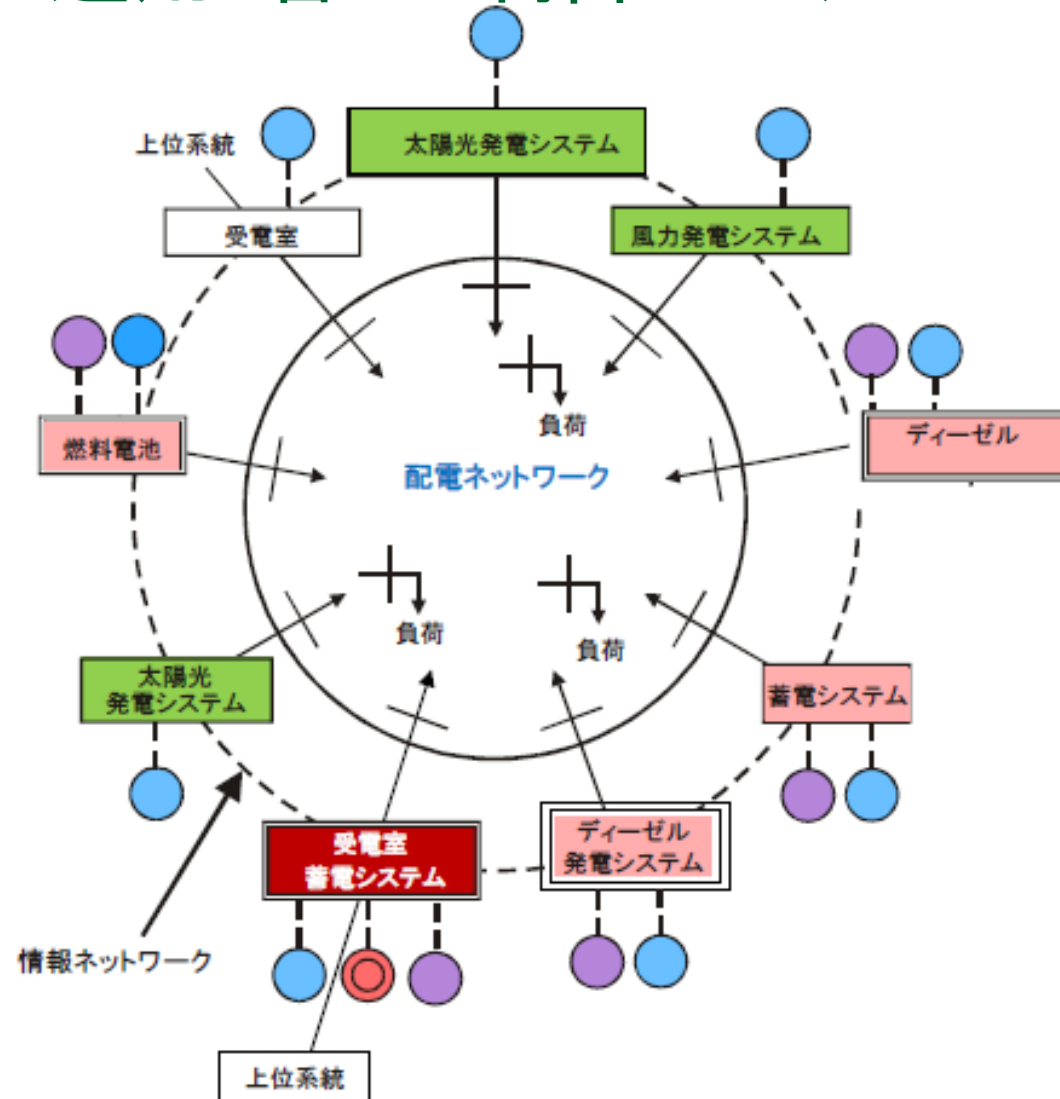 上位系統
太陽光発電システム
受電室
風力発電システム
燃料電池
負荷
ディーゼル
配電ネットワーク
負荷
負荷
太陽光
発電システム
蓄電システム
受電室
蓄電システム
ディーゼル
発電システム
情報ネットワーク
上位系統